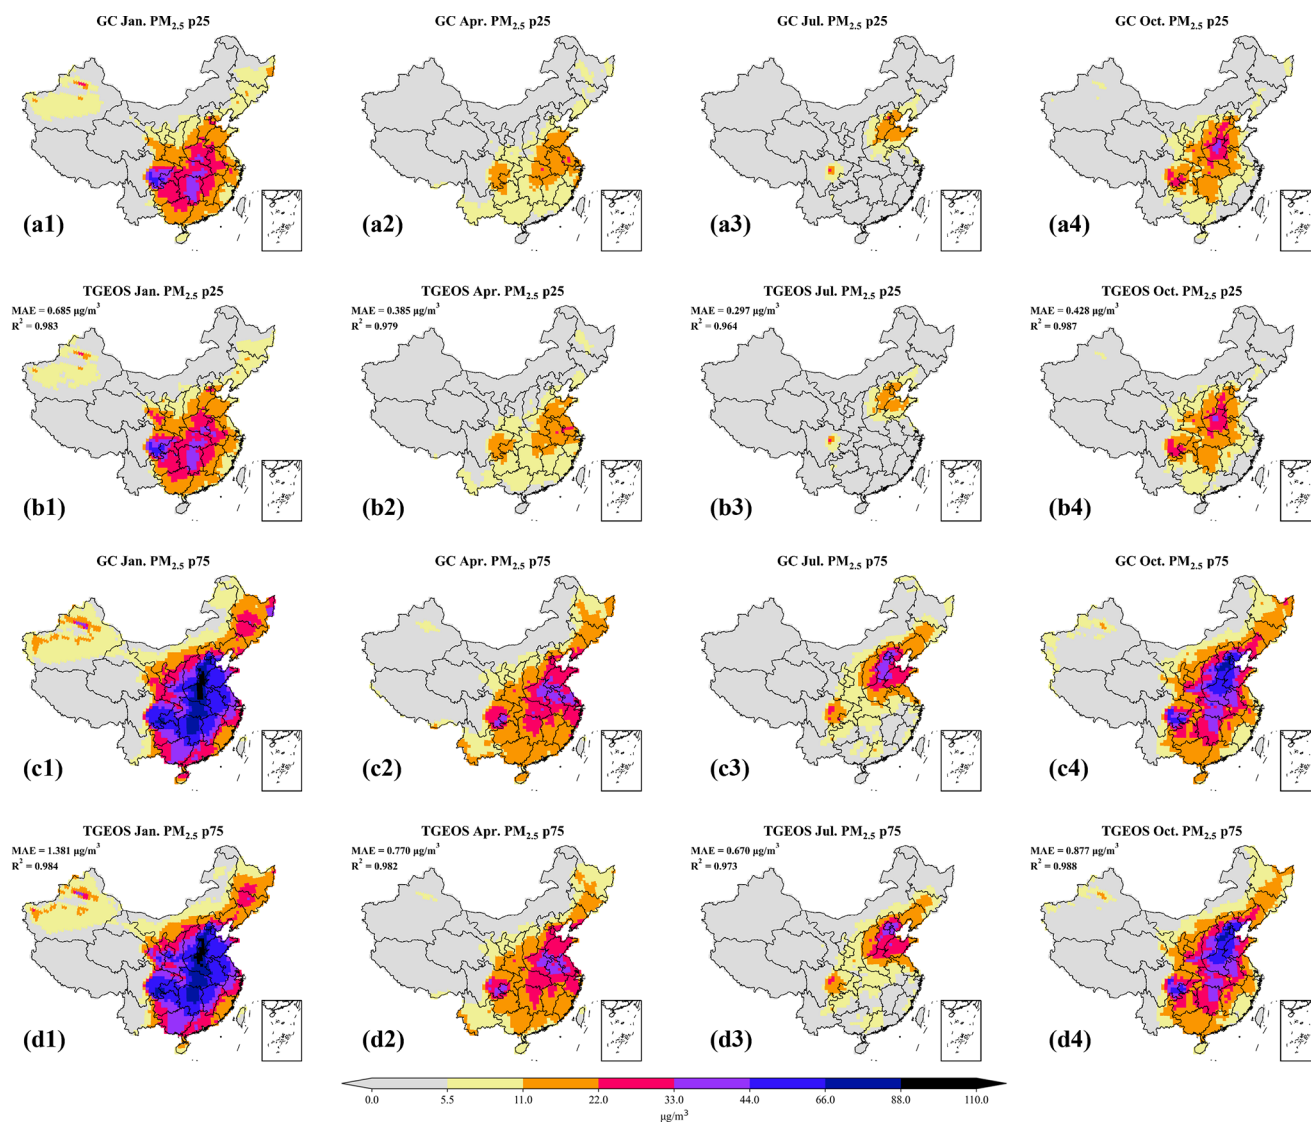 GC Jan. PM2.5 p25
GC Apr. PM2.5 p25
GC Jul. PM2.5 p25
GC Oct. PM2.5 p25
(a1)
(a2)
(a3)
(a4)
TGEOS Jan. PM2.5 p25
MAE = 0.685 μg/m3
R2 = 0.983
TGEOS Apr. PM2.5 p25
MAE = 0.385 μg/m3
R2 = 0.979
TGEOS Jul. PM2.5 p25
MAE = 0.297 μg/m3
R2 = 0.964
TGEOS Oct. PM2.5 p25
MAE = 0.428 μg/m3
R2 = 0.987
(b1)
(b2)
(b3)
(b4)
GC Jan. PM2.5 p75
GC Apr. PM2.5 p75
GC Jul. PM2.5 p75
GC Oct. PM2.5 p75
(c1)
(c2)
(c3)
(c4)
TGEOS Jan. PM2.5 p75
MAE = 1.381 μg/m3
R2 = 0.984
TGEOS Apr. PM2.5 p75
MAE = 0.770 μg/m3
R2 = 0.982
TGEOS Jul. PM2.5 p75
MAE = 0.670 μg/m3
R2 = 0.973
TGEOS Oct. PM2.5 p75
MAE = 0.877 μg/m3
R2 = 0.988
(d1)
(d2)
(d3)
(d4)
0.0 5.5 11.0 22.0 33.0 44.0 66.0 88.0 110.0
μg/m3